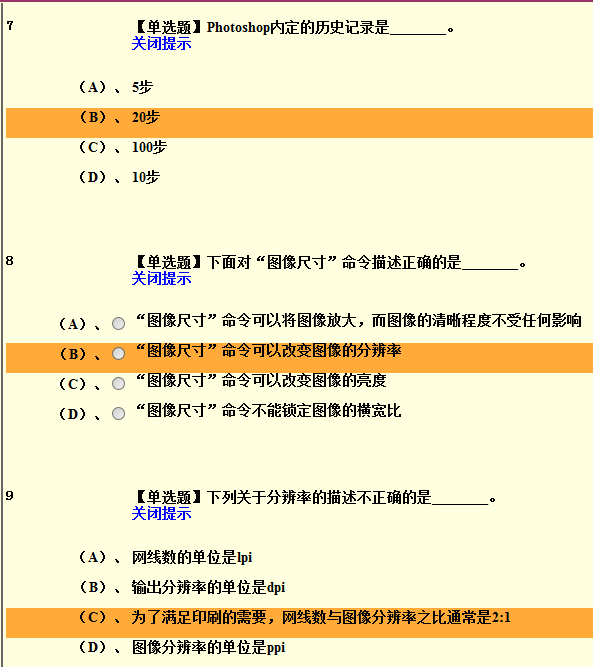 7 【单选题】Photoshop内定的历史记录是_______。
关闭提示
（A）、 5步
（B）、 20步
（C）、 100步
（D）、 10步
8 【单选题】下面对“图像尺寸”命令描述正确的是_______。
关闭提示
（A）、 “图像尺寸”命令可以将图像放大，而图像的清晰程度不受任何影响
（B）、 “图像尺寸”命令可以改变图像的分辨率
（C）、 “图像尺寸”命令可以改变图像的亮度
（D）、 “图像尺寸”命令不能锁定图像的横宽比
9 【单选题】下列关于分辨率的描述不正确的是_______。
关闭提示
（A）、 网线数的单位是lpi
（B）、 输出分辨率的单位是dpi
（C）、 为了满足印刷的需要，网线数与图像分辨率之比通常是2:1
（D）、 图像分辨率的单位是ppi